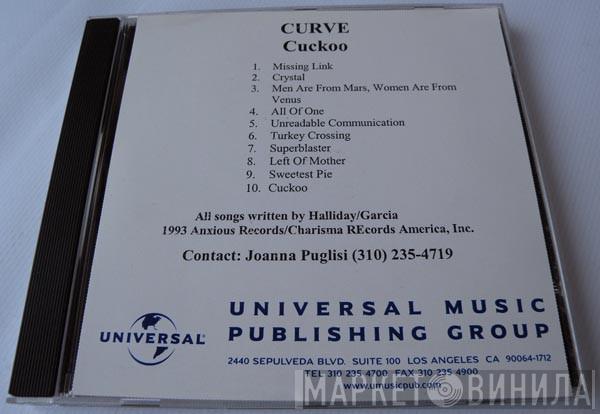 CURVE
Cuckoo
1. Missing Link
2. Crystal
3. Men Are From Mars, Women Are From
Venus
4. All Of One
5. Unreadable Communication
6. Turkey Crossing
7. Superblaster
8. Left Of Mother
9. Sweetest Pie
10. Cuckoo
All songs written by Halliday/Garcia
1993 Anxious Records/Charisma REcords America, Inc.
Contact: Joanna Puglisi (310) 235-4719
UNIVERSAL
UNIVERSAL MUSIC
PUBLISHING GROUP
2440 SEPULVEDA BLVD. SUITE 100 LOS ANGELES CA 90064-1712
TEL 310 235 4700 FAX 310 235 4900
www.umusicpub.com
МАРКЕТ ВИНИЛА